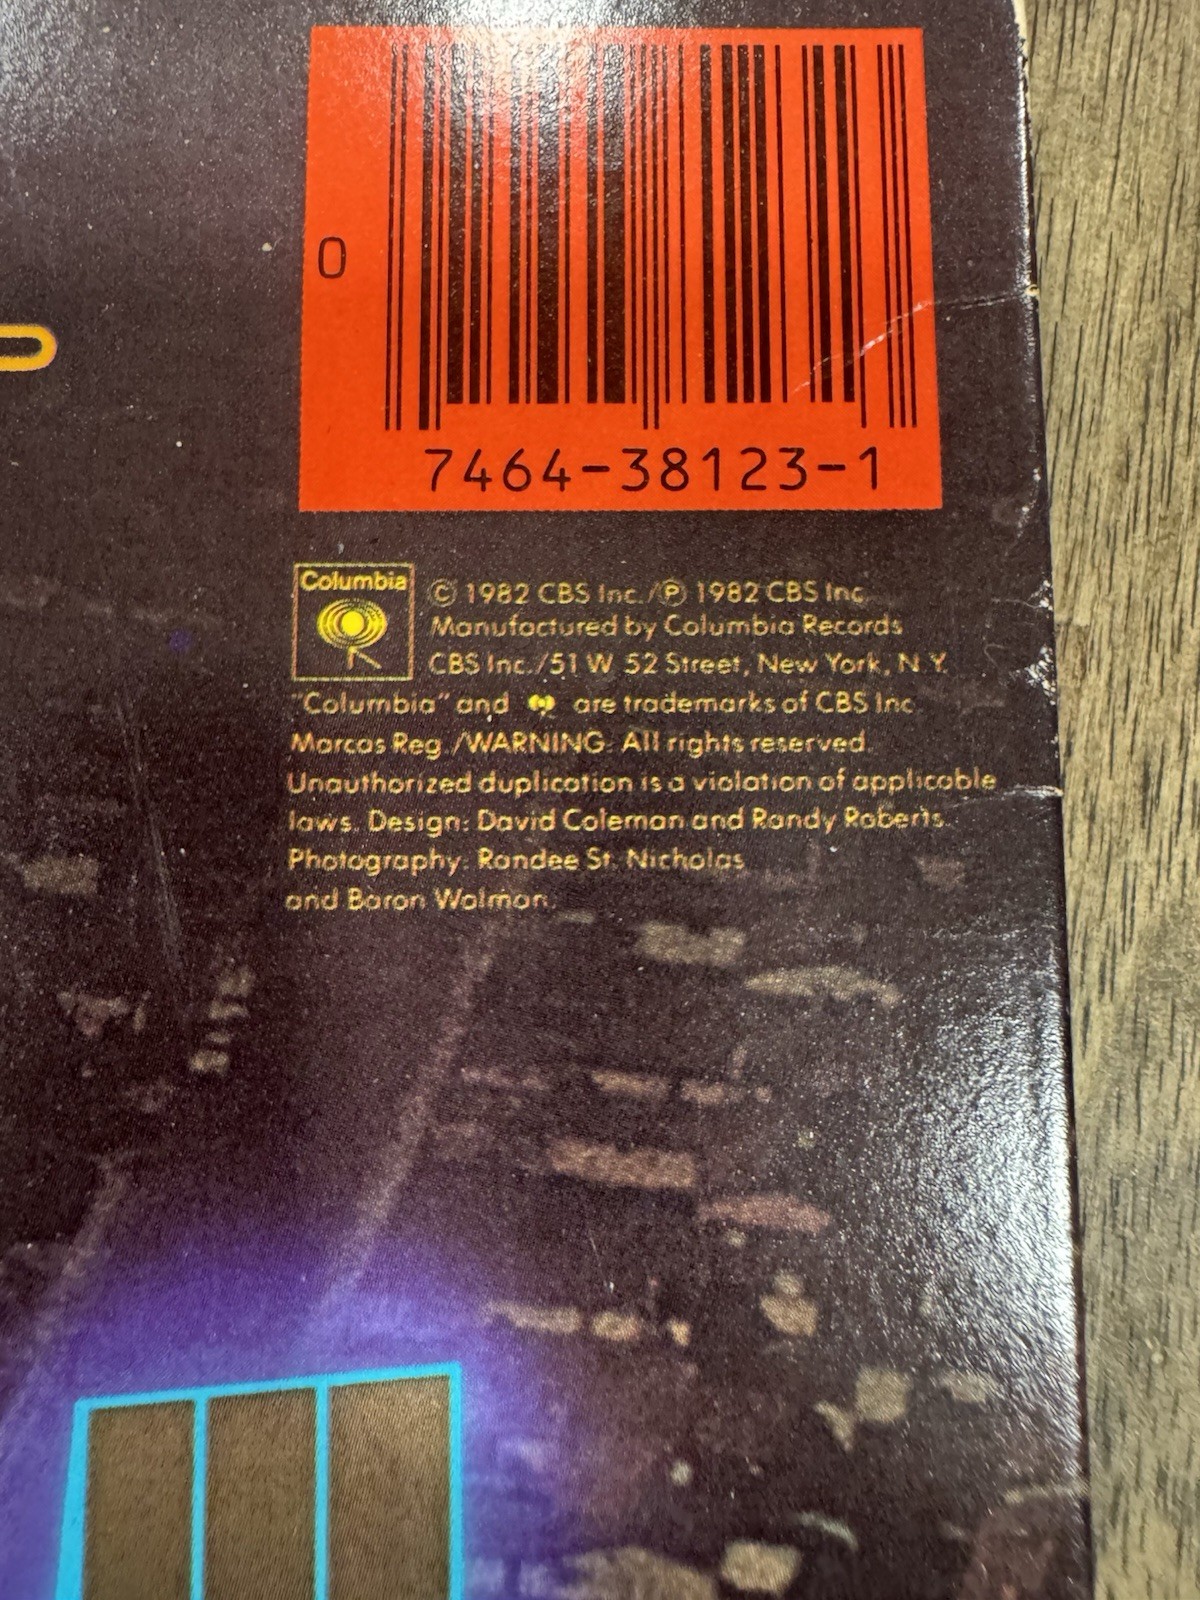 0
7464-38123-1
Columbia
© 1982 CBS Inc./℗ 1982 CBS Inc.
Manufactured by Columbia Records
CBS Inc./51 W 52 Street, New York, N.Y.
"Columbia" and are trademarks of CBS Inc.
Marcas Reg./WARNING: All rights reserved.
Unauthorized duplication is a violation of applicable
laws. Design: David Coleman and Randy Roberts.
Photography: Randee St. Nicholas
and Baron Wolman.